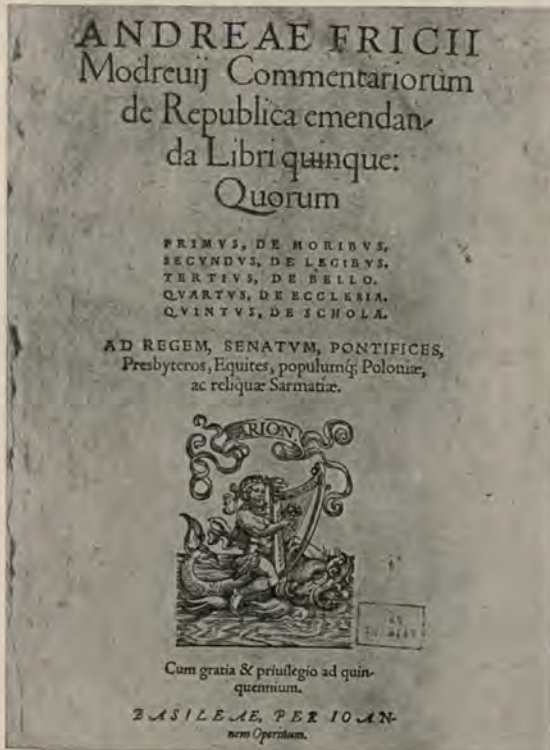 ANDREAE FRICII
Modreuij Commentariorum
de Republica emendan-
da Libri quinque:
Quorum
PRIMVS, DE MORIBVS,
SECVNDVS, DE LEGIBVS.
TERTIVS, DE BELLO.
QVARTVS, DE ECCLESIA.
QVINTVS, DE SCHOLA.
AD REGEM, SENATVM, PONTIFICES,
Presbyteros, Equites, populumq; Poloniæ,
ac reliquæ Sarmatiæ.
ARION.
Cum gratia & priuilegio ad quin-
quennium.
BASILEAE, PER IOAN-
nem Oporinum.